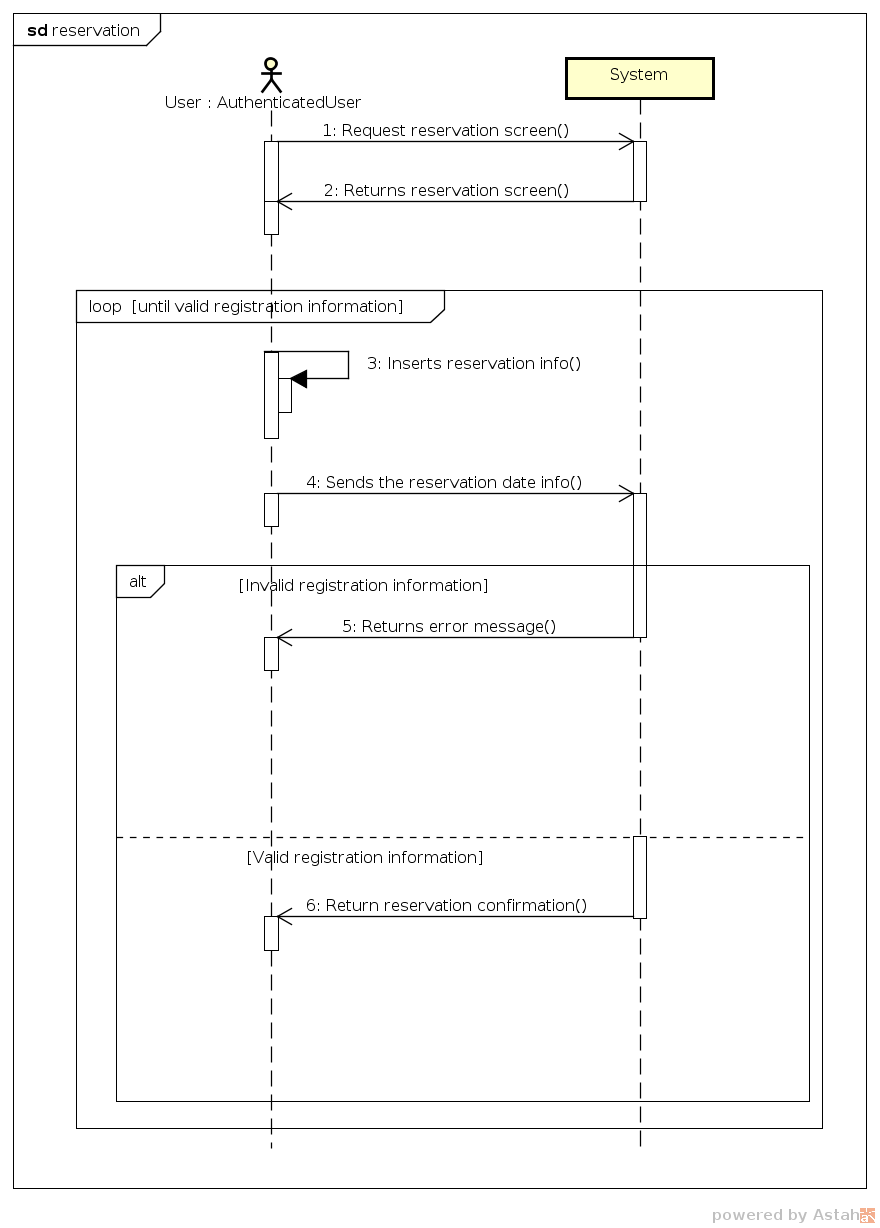 sd reservation
User : AuthenticatedUser
System
1: Request reservation screen()
2: Returns reservation screen()
loop [until valid registration information]
3: Inserts reservation info()
4: Sends the reservation date info()
alt
[Invalid registration information]
5: Returns error message()
[Valid registration information]
6: Return reservation confirmation()
powered by Astah